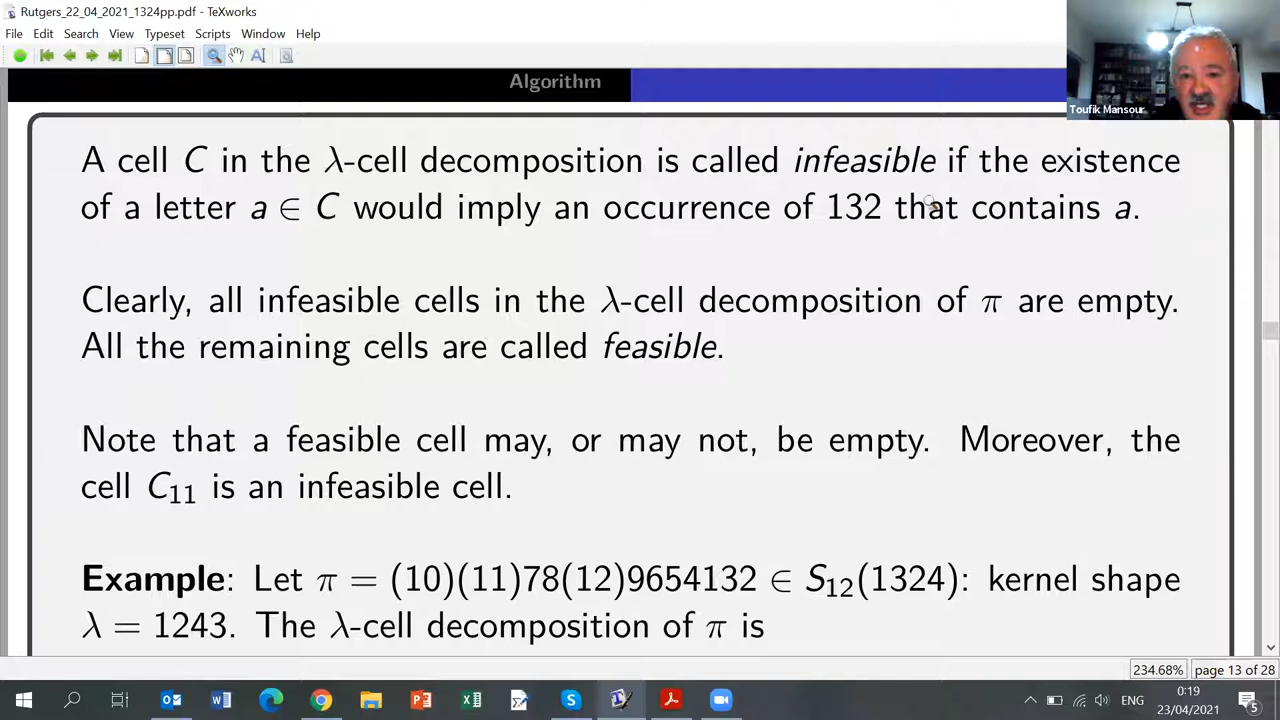 Rutgers_22_04_2021_1324pp.pdf - TeXworks
File Edit Search View Typeset Scripts Window Help
Algorithm
Toufik Mansour
A cell C in the λ-cell decomposition is called infeasible if the existence
of a letter a ∈ C would imply an occurrence of 132 that contains a.
Clearly, all infeasible cells in the λ-cell decomposition of π are empty.
All the remaining cells are called feasible.
Note that a feasible cell may, or may not, be empty. Moreover, the
cell C₁₁ is an infeasible cell.
Example: Let π = (10)(11)78(12)9654132 ∈ S₁₂(1324): kernel shape
λ = 1243. The λ-cell decomposition of π is
234.68% page 13 of 28
ENG
0:19
23/04/2021
5